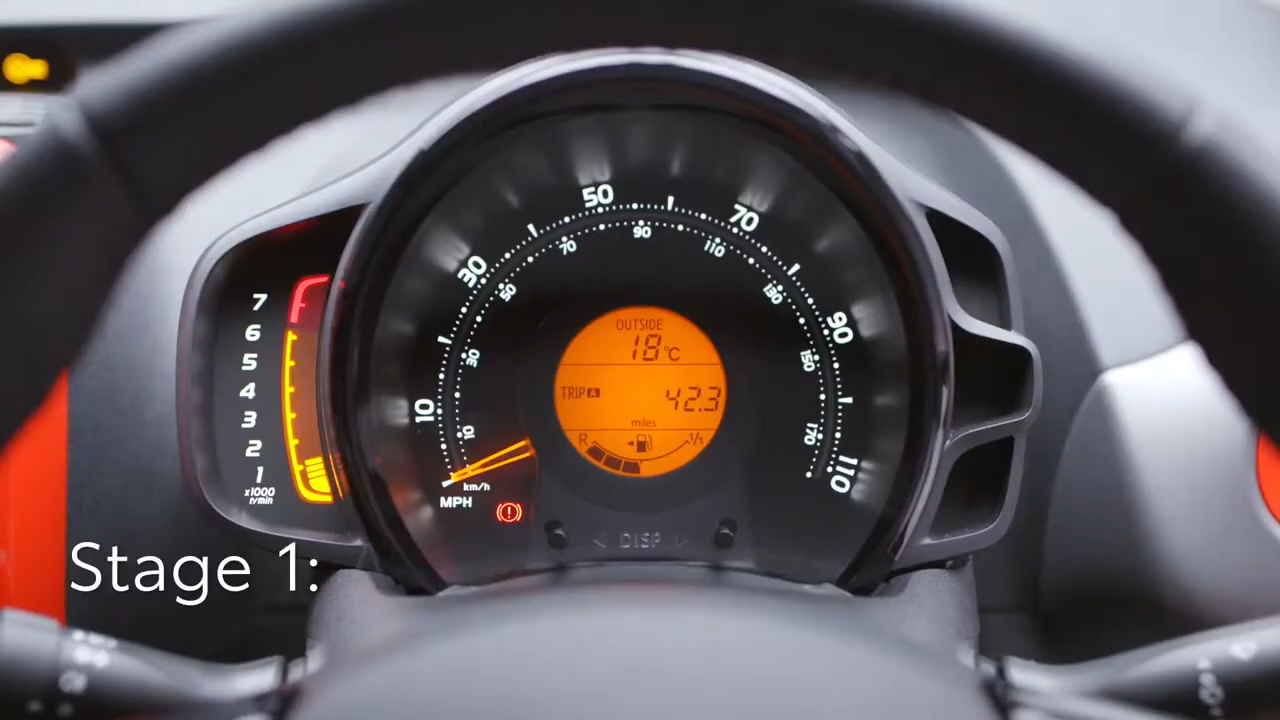 50
70
90
70
110
30
50
130
OUTSIDE
18°C
7
6
5
4
3
2
1
x1000
r/min
90
150
30
TRIP A
42.3
miles
10
10
R
1/1
170
110
km/h
MPH
DISP
Stage 1: